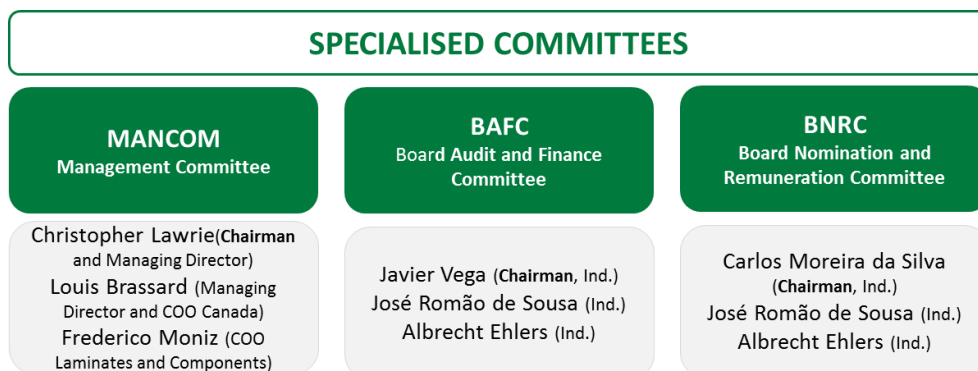 SPECIALISED COMMITTEES
MANCOM
Management Committee
Christopher Lawrie(Chairman
and Managing Director)
Louis Brassard (Managing
Director and COO Canada)
Frederico Moniz (COO
Laminates and Components)
BAFC
Board Audit and Finance
Committee
Javier Vega (Chairman, Ind.)
José Romão de Sousa (Ind.)
Albrecht Ehlers (Ind.)
BNRC
Board Nomination and
Remuneration Committee
Carlos Moreira da Silva
(Chairman, Ind.)
José Romão de Sousa (Ind.)
Albrecht Ehlers (Ind.)